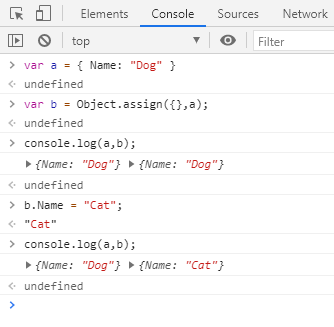 Elements Console Sources Network
top Filter
> var a = { Name: "Dog" }
< undefined
> var b = Object.assign({},a);
< undefined
> console.log(a,b);
▶ {Name: "Dog"} ▶ {Name: "Dog"}
< undefined
> b.Name = "Cat";
< "Cat"
> console.log(a,b);
▶ {Name: "Dog"} ▶ {Name: "Cat"}
< undefined
>